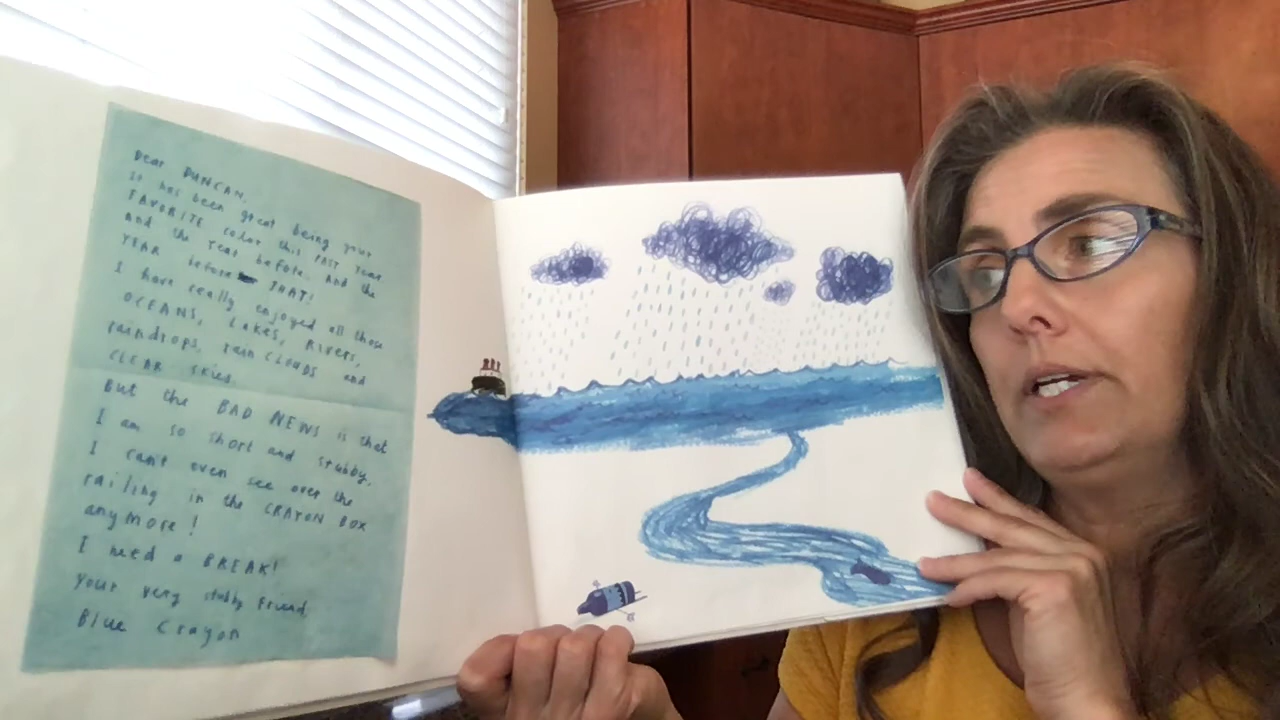 Dear DUNCAN,
It has been great being your
FAVORITE color this PAST year
and the Year before. And the
YEAR before THAT!
I have really enjoyed all those
OCEANS, LAKES, RIVERS,
raindrops, rain CLOUDS and
CLEAR skies.
But the BAD NEWS is that
I am so short and stubby,
I can't even see over the
railing in the CRAYON BOX
anymore!
I need a BREAK!
Your very stubby friend,
Blue Crayon